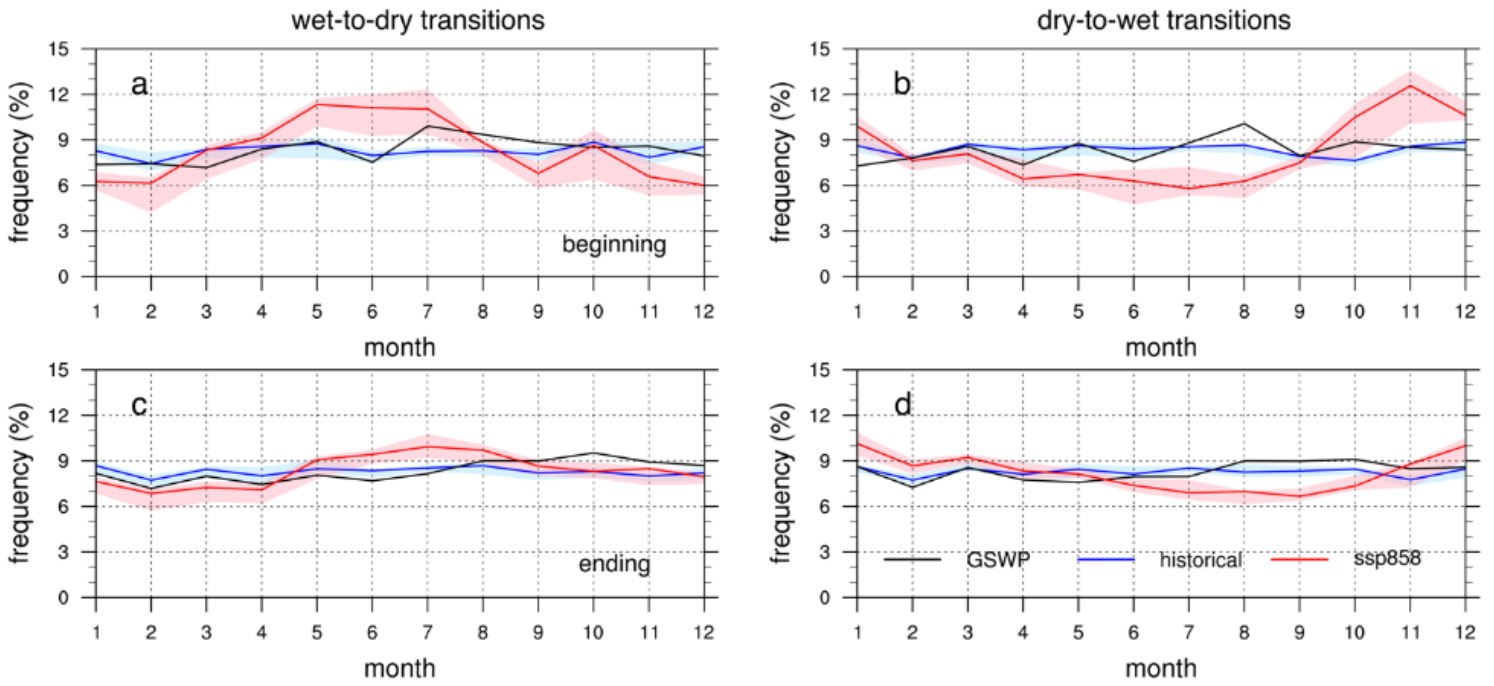 wet-to-dry transitions
dry-to-wet transitions
15
12
9
6
3
0
frequency (%)
a
beginning
1 2 3 4 5 6 7 8 9 10 11 12
month
15
12
9
6
3
0
frequency (%)
b
1 2 3 4 5 6 7 8 9 10 11 12
month
15
12
9
6
3
0
frequency (%)
c
ending
1 2 3 4 5 6 7 8 9 10 11 12
month
15
12
9
6
3
0
frequency (%)
d
GSWP historical ssp858
1 2 3 4 5 6 7 8 9 10 11 12
month